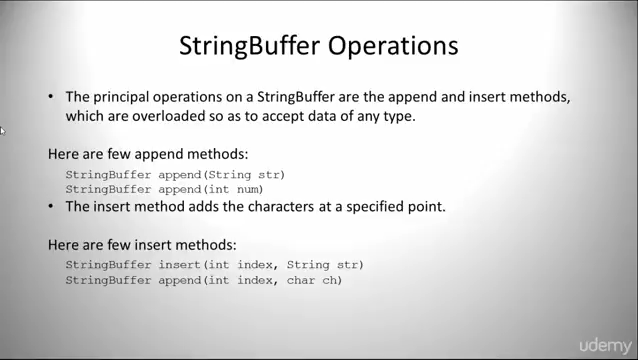 StringBuffer Operations
• The principal operations on a StringBuffer are the append and insert methods,
which are overloaded so as to accept data of any type.
Here are few append methods:
StringBuffer append(String str)
StringBuffer append(int num)
• The insert method adds the characters at a specified point.
Here are few insert methods:
StringBuffer insert(int index, String str)
StringBuffer append(int index, char ch)
udemy